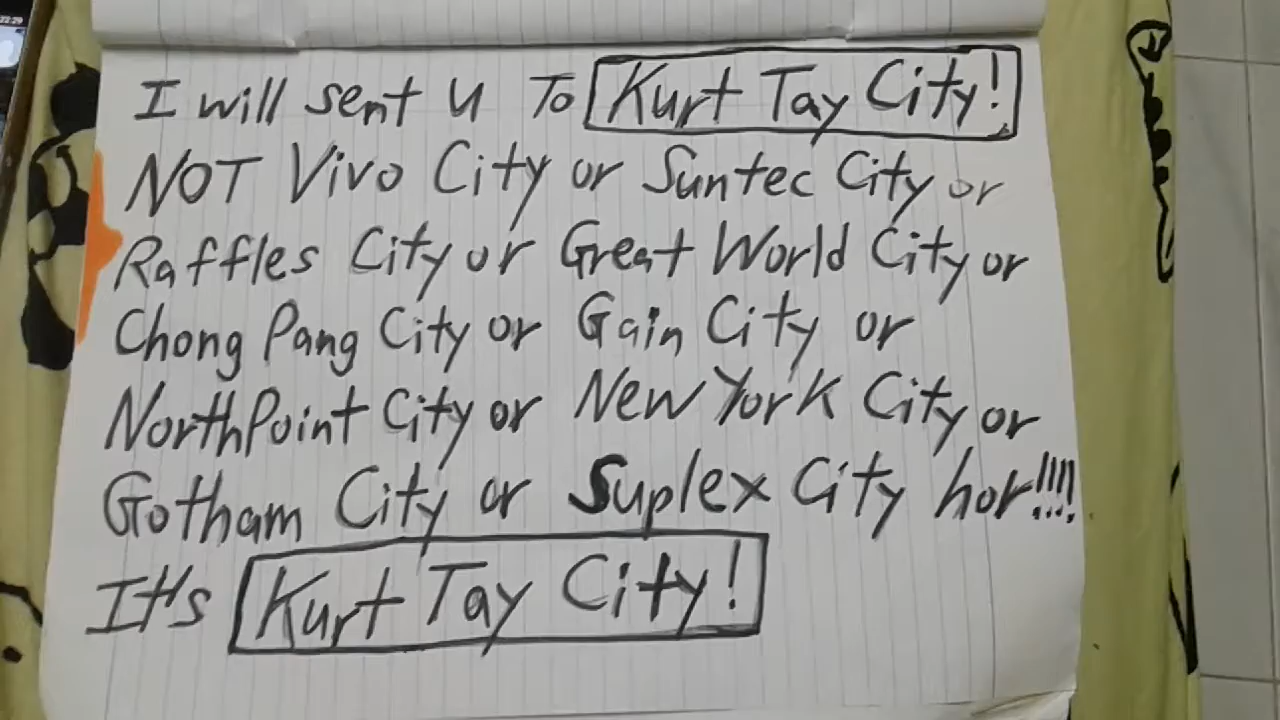 22:29
I will sent u To Kurt Tay City!
NOT Vivo City or Suntec City or
Raffles City or Great World City or
Chong Pang City or Gain City or
NorthPoint City or New York City or
Gotham City or Suplex City hor!!!!
It's Kurt Tay City!